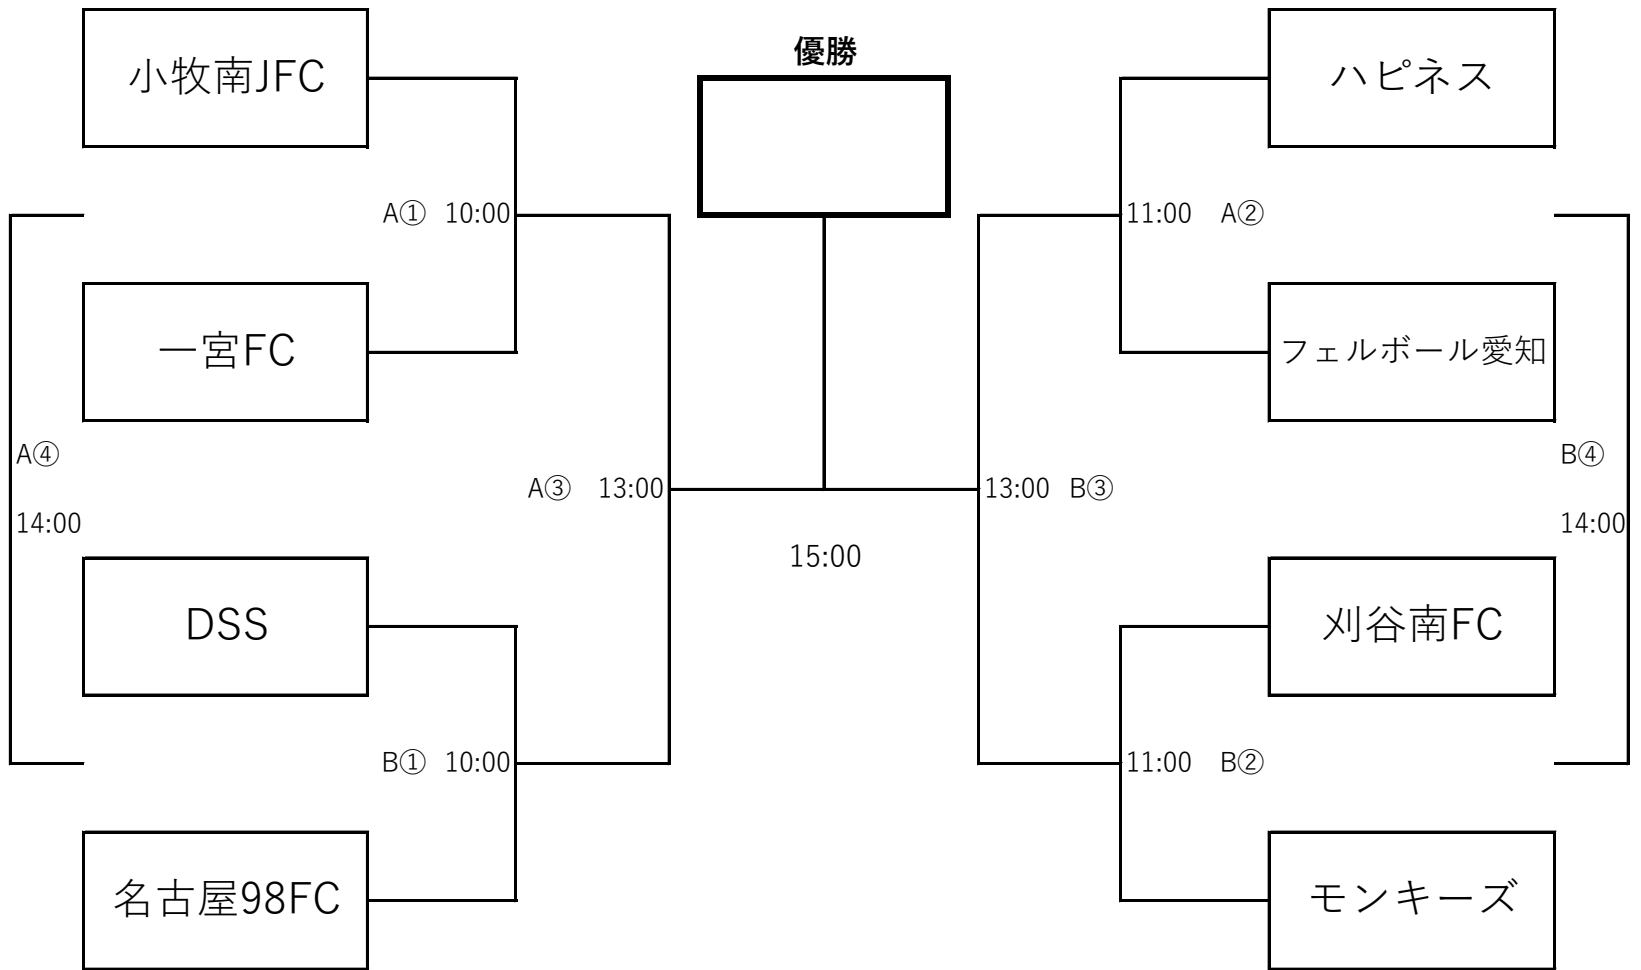 優勝
小牧南JFC
ハピネス
A① 10:00
11:00 A②
一宮FC
フェルボール愛知
A④
B④
A③ 13:00
13:00 B③
14:00
14:00
15:00
DSS
刈谷南FC
B① 10:00
11:00 B②
名古屋98FC
モンキーズ